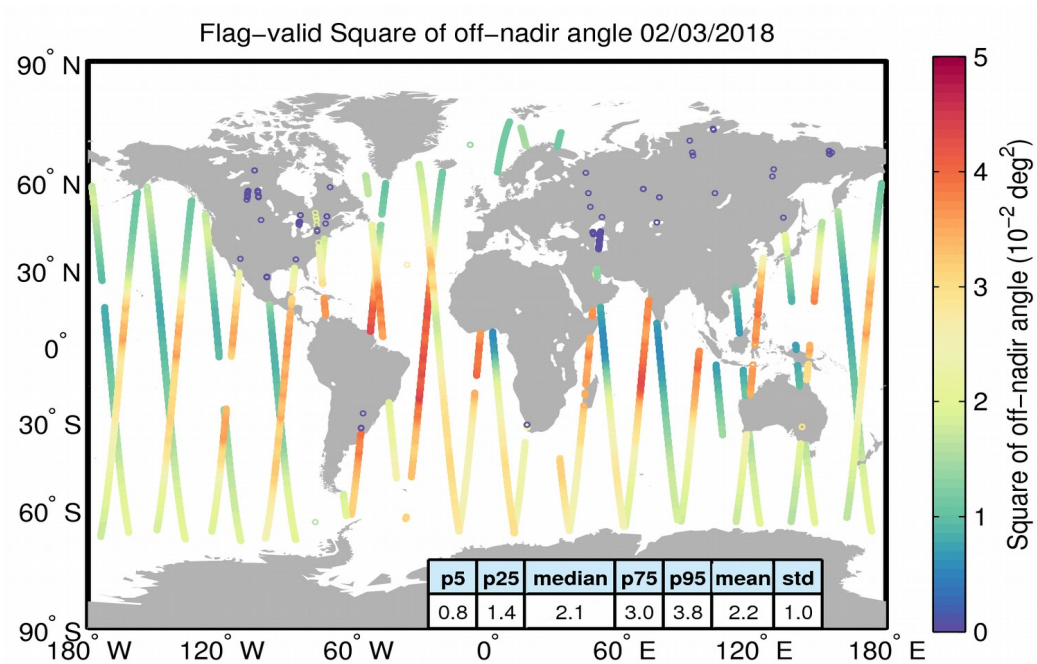 Flag−valid Square of off−nadir angle 02/03/2018
90° N
60° N
30° N
0°
30° S
60° S
90° S
180° W 120° W 60° W 0° 60° E 120° E 180° E
p5 p25 median p75 p95 mean std
0.8 1.4 2.1 3.0 3.8 2.2 1.0
5
4
3
2
1
0
Square of off−nadir angle (10⁻² deg²)